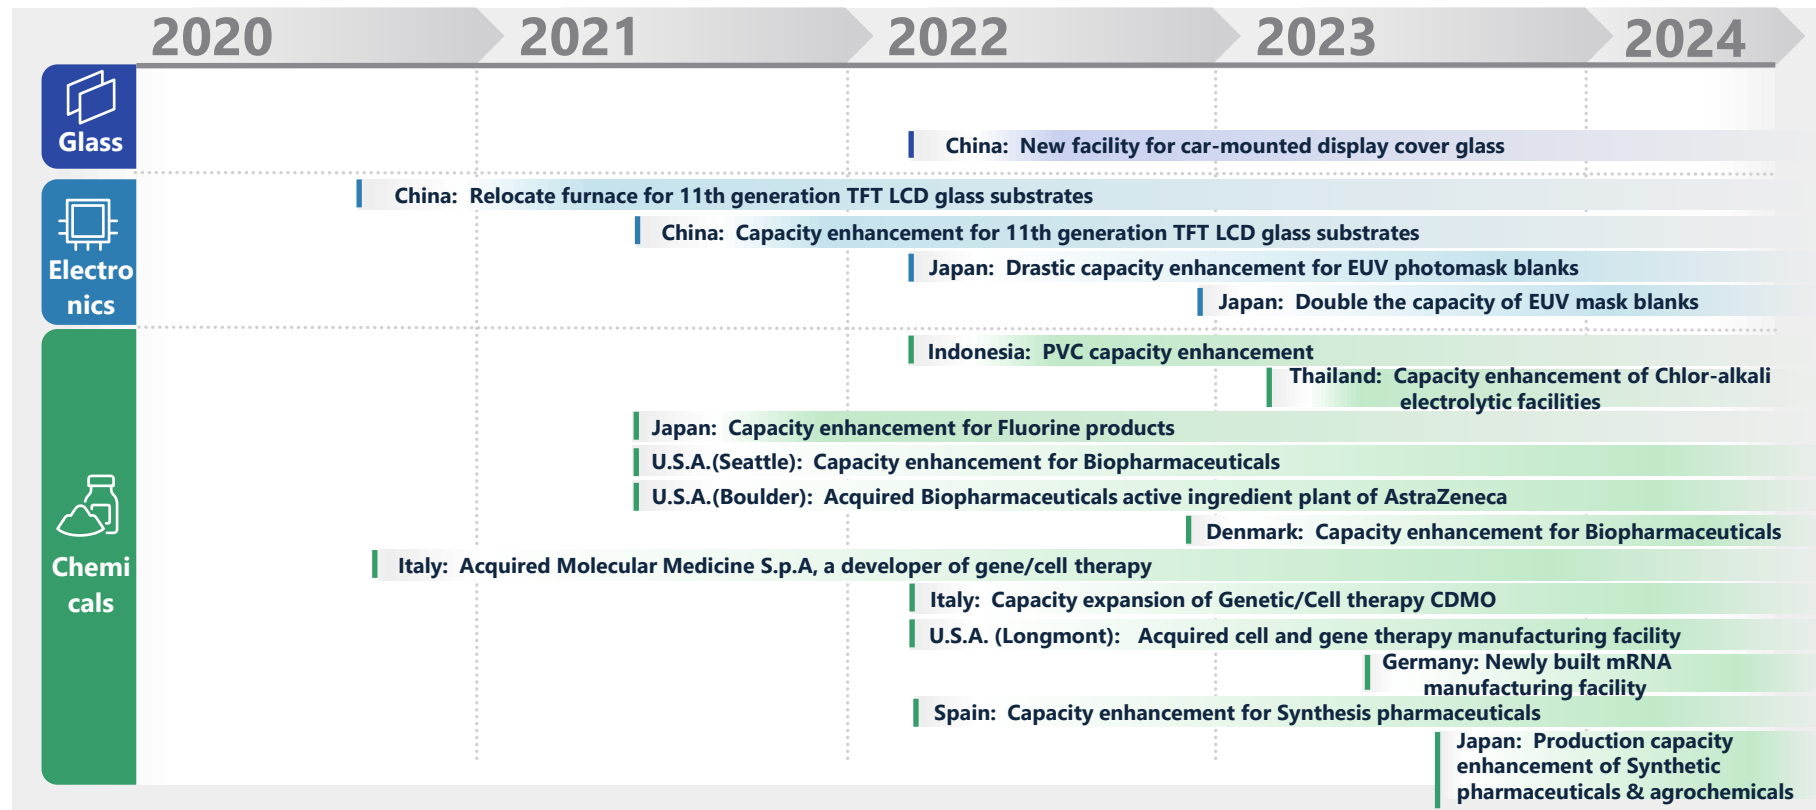 2020 2021 2022 2023 2024
Glass
China: New facility for car-mounted display cover glass
Electro
nics
China: Relocate furnace for 11th generation TFT LCD glass substrates
China: Capacity enhancement for 11th generation TFT LCD glass substrates
Japan: Drastic capacity enhancement for EUV photomask blanks
Japan: Double the capacity of EUV mask blanks
Chemi
cals
Indonesia: PVC capacity enhancement
Thailand: Capacity enhancement of Chlor-alkali
electrolytic facilities
Japan: Capacity enhancement for Fluorine products
U.S.A.(Seattle): Capacity enhancement for Biopharmaceuticals
U.S.A.(Boulder): Acquired Biopharmaceuticals active ingredient plant of AstraZeneca
Denmark: Capacity enhancement for Biopharmaceuticals
Italy: Acquired Molecular Medicine S.p.A, a developer of gene/cell therapy
Italy: Capacity expansion of Genetic/Cell therapy CDMO
U.S.A. (Longmont): Acquired cell and gene therapy manufacturing facility
Germany: Newly built mRNA
manufacturing facility
Spain: Capacity enhancement for Synthesis pharmaceuticals
Japan: Production capacity
enhancement of Synthetic
pharmaceuticals & agrochemicals